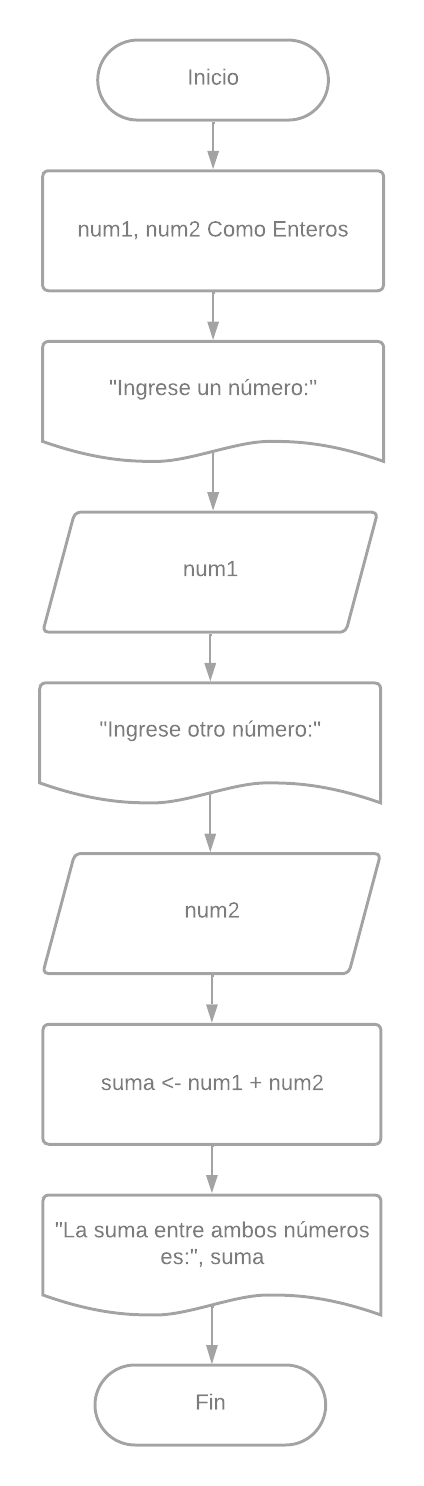 Inicio
num1, num2 Como Enteros
"Ingrese un número:"
num1
"Ingrese otro número:"
num2
suma <- num1 + num2
"La suma entre ambos números
es:", suma
Fin